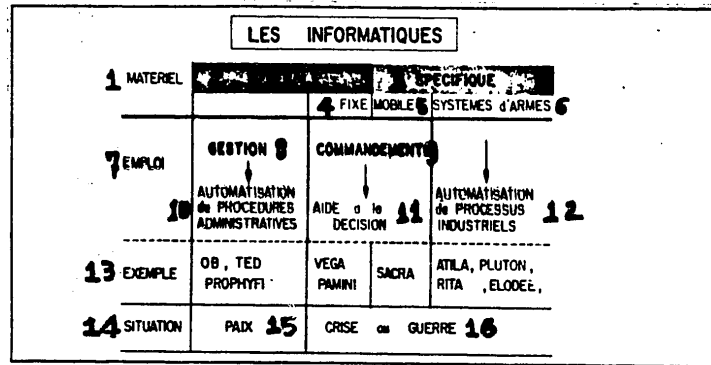 LES INFORMATIQUES
1 MATERIEL SPECIFIQUE
4 FIXE MOBILE 5 SYSTEMES d'ARMES 6
7 EMPLOI GESTION 8 COMMANDEMENT 9
10 AUTOMATISATION de PROCEDURES ADMINISTRATIVES AIDE a la DECISION 11 AUTOMATISATION de PROCESSUS INDUSTRIELS 12
13 EXEMPLE OB, TED PROPHYFI VEGA PAMINI SACRA ATILA, PLUTON, RITA , ELODEE,
14 SITUATION PAIX 15 CRISE ou GUERRE 16